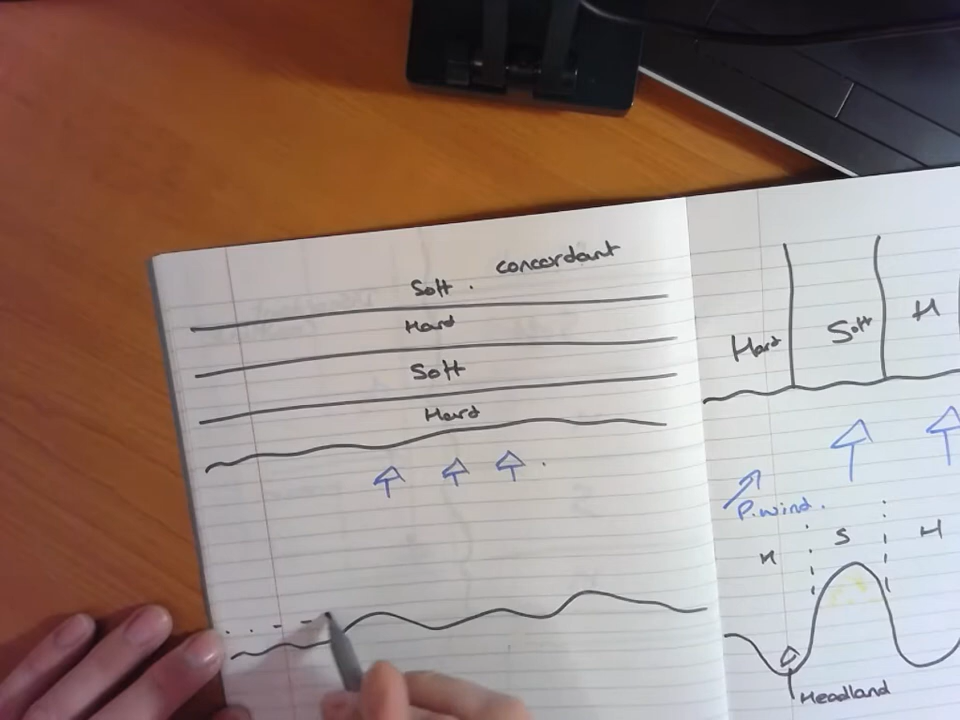 concordant
Soft
Hard
Soft
Hard
Hard
Soft
H
P.wind.
H
S
H
Headland